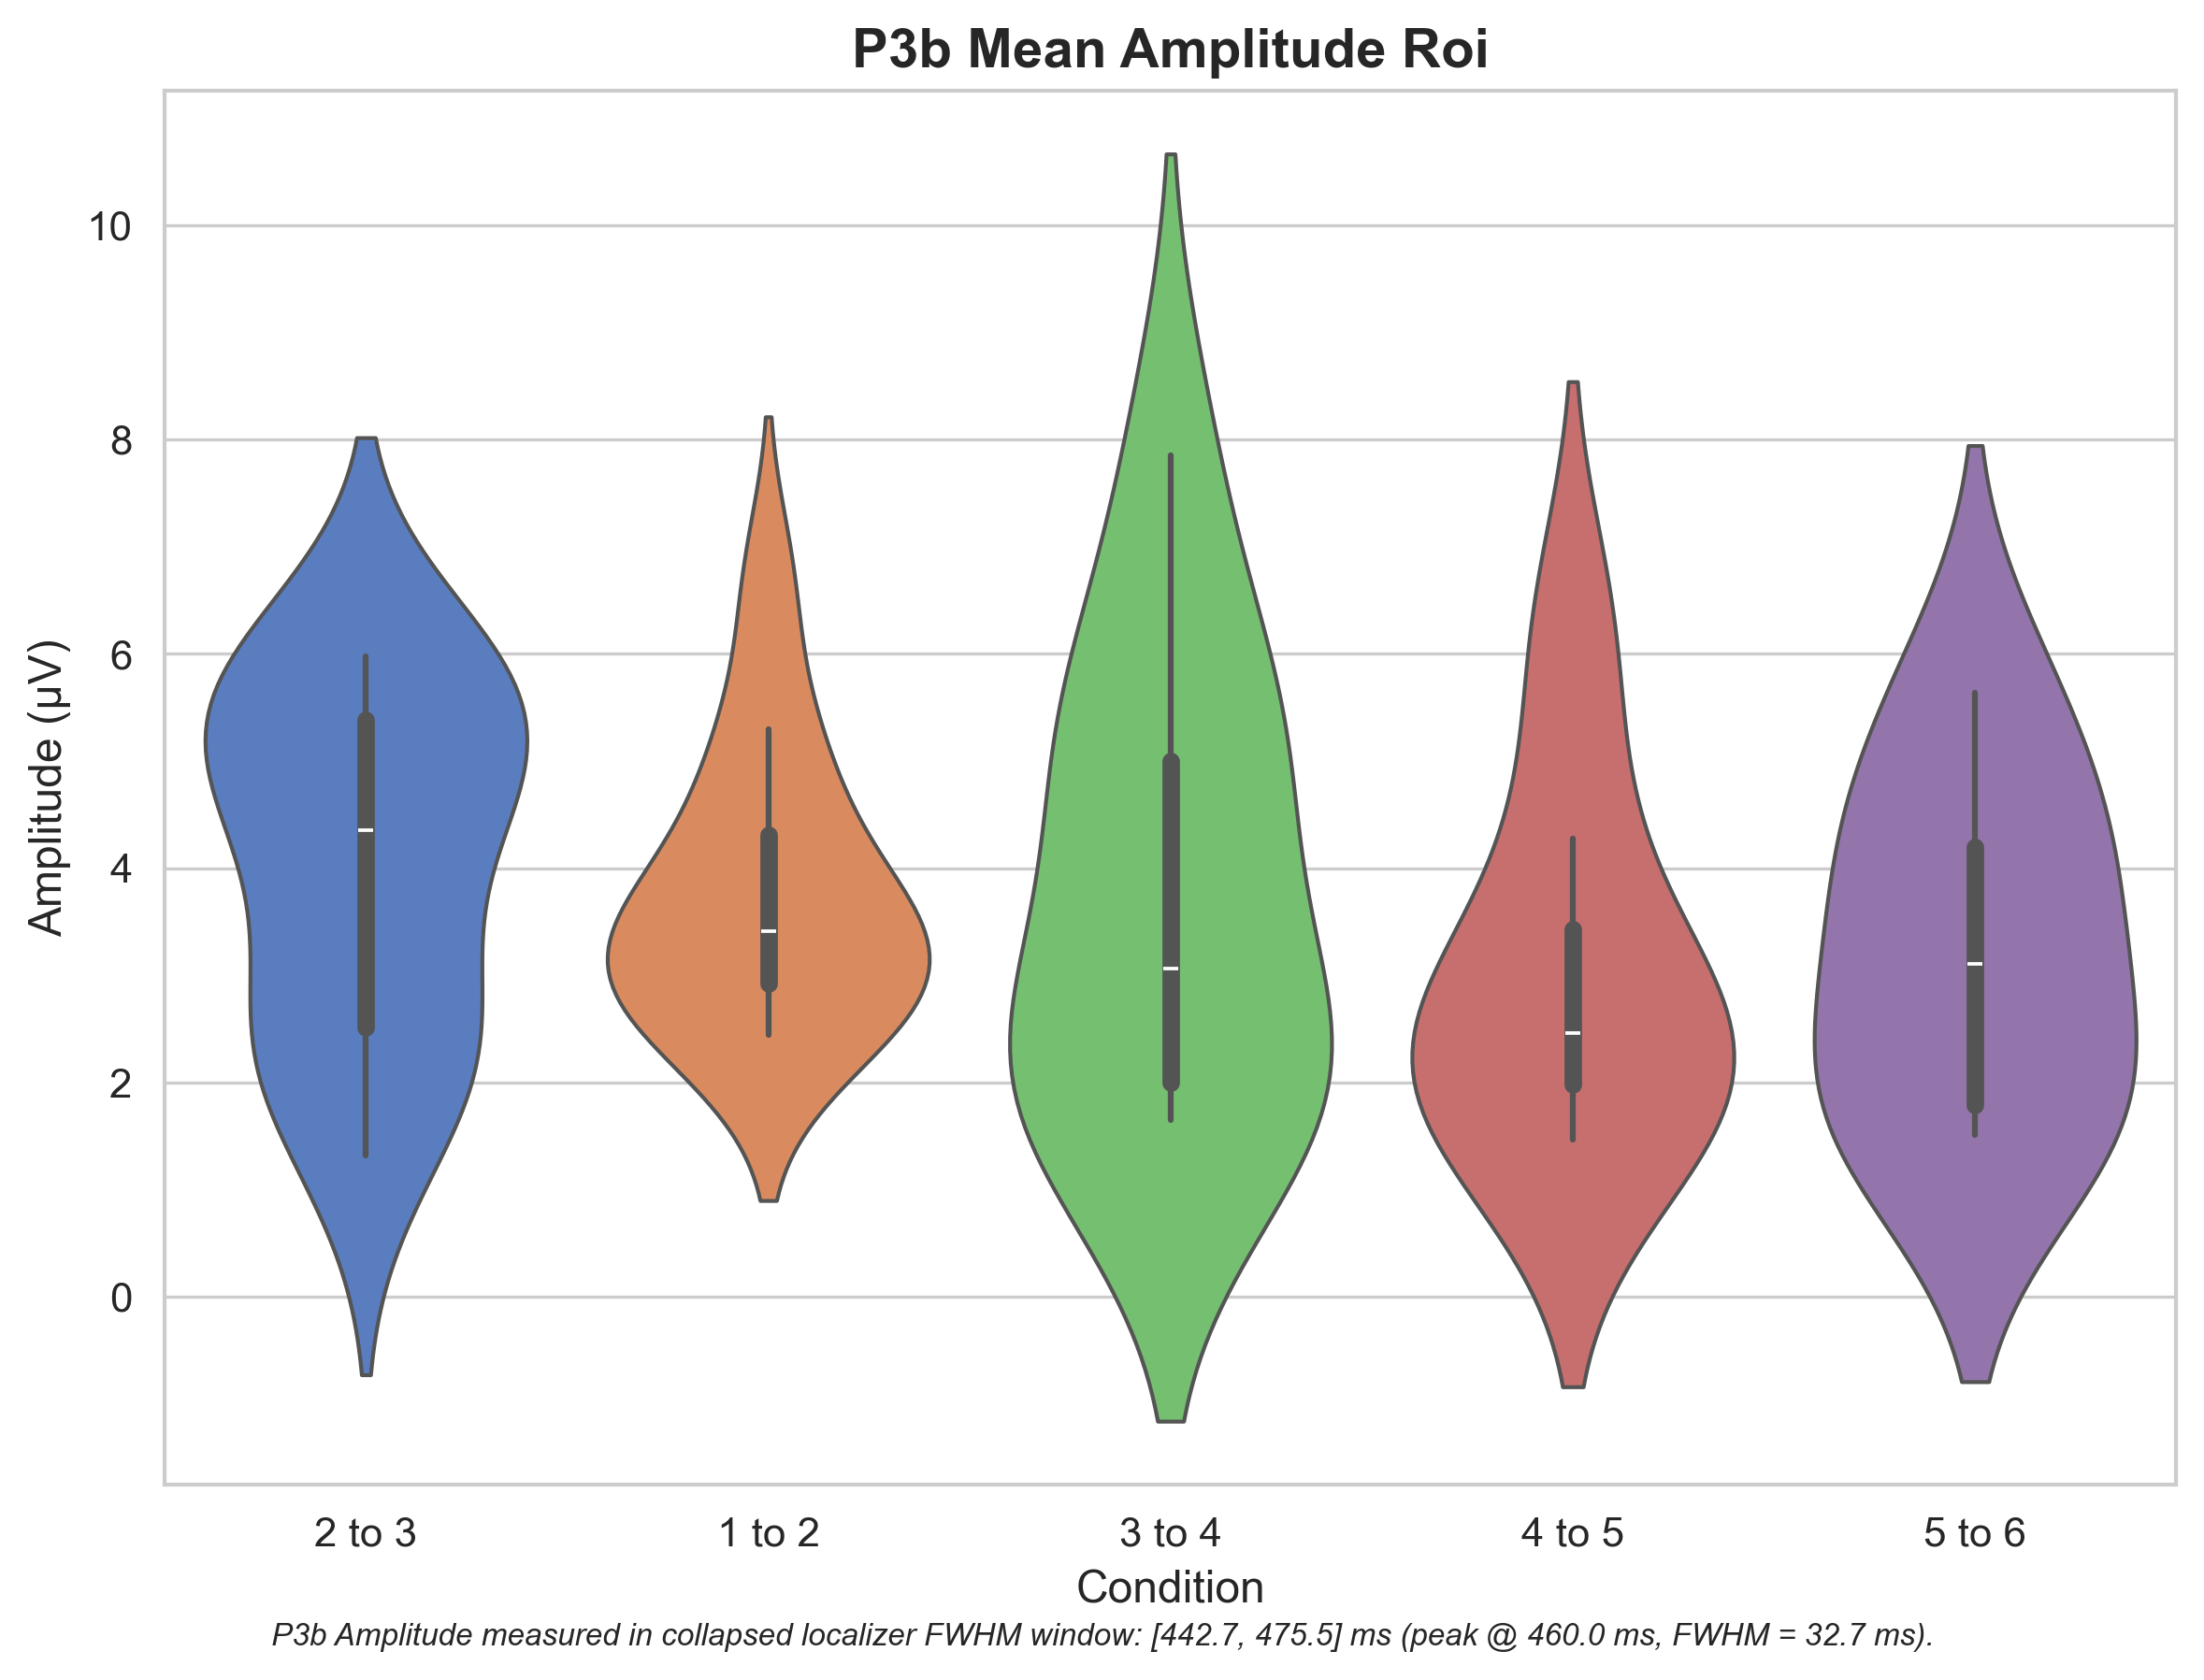 P3b Mean Amplitude Roi
Amplitude (µV)
10
8
6
4
2
0
2 to 3
1 to 2
3 to 4
4 to 5
5 to 6
Condition
P3b Amplitude measured in collapsed localizer FWHM window: [442.7, 475.5] ms (peak @ 460.0 ms, FWHM = 32.7 ms).